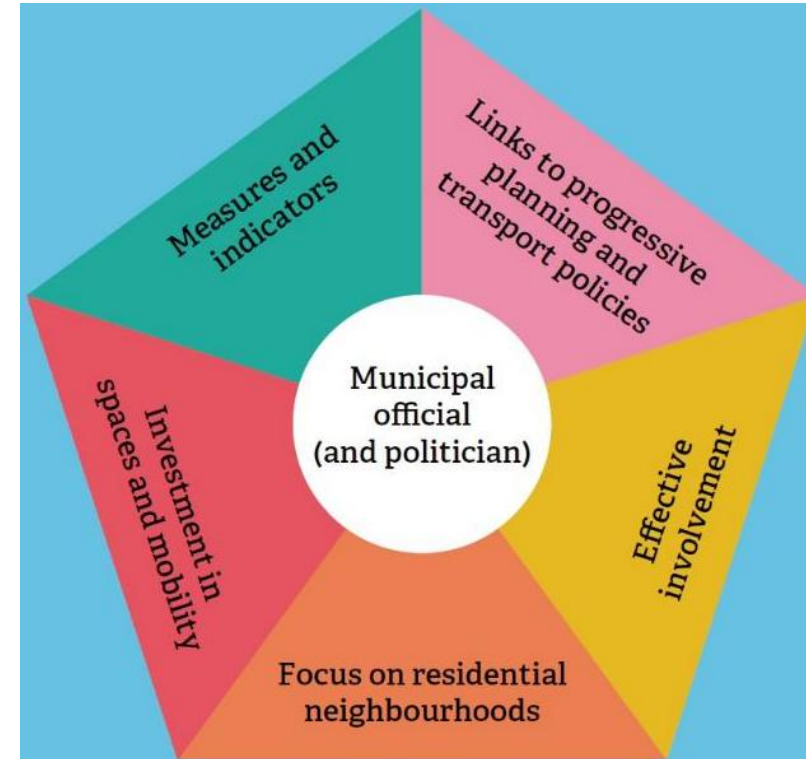 Measures and
indicators
Links to progressive
planning and
transport policies
Municipal
official
(and politician)
Investment in
spaces and mobility
Effective
involvement
Focus on residential
neighbourhoods